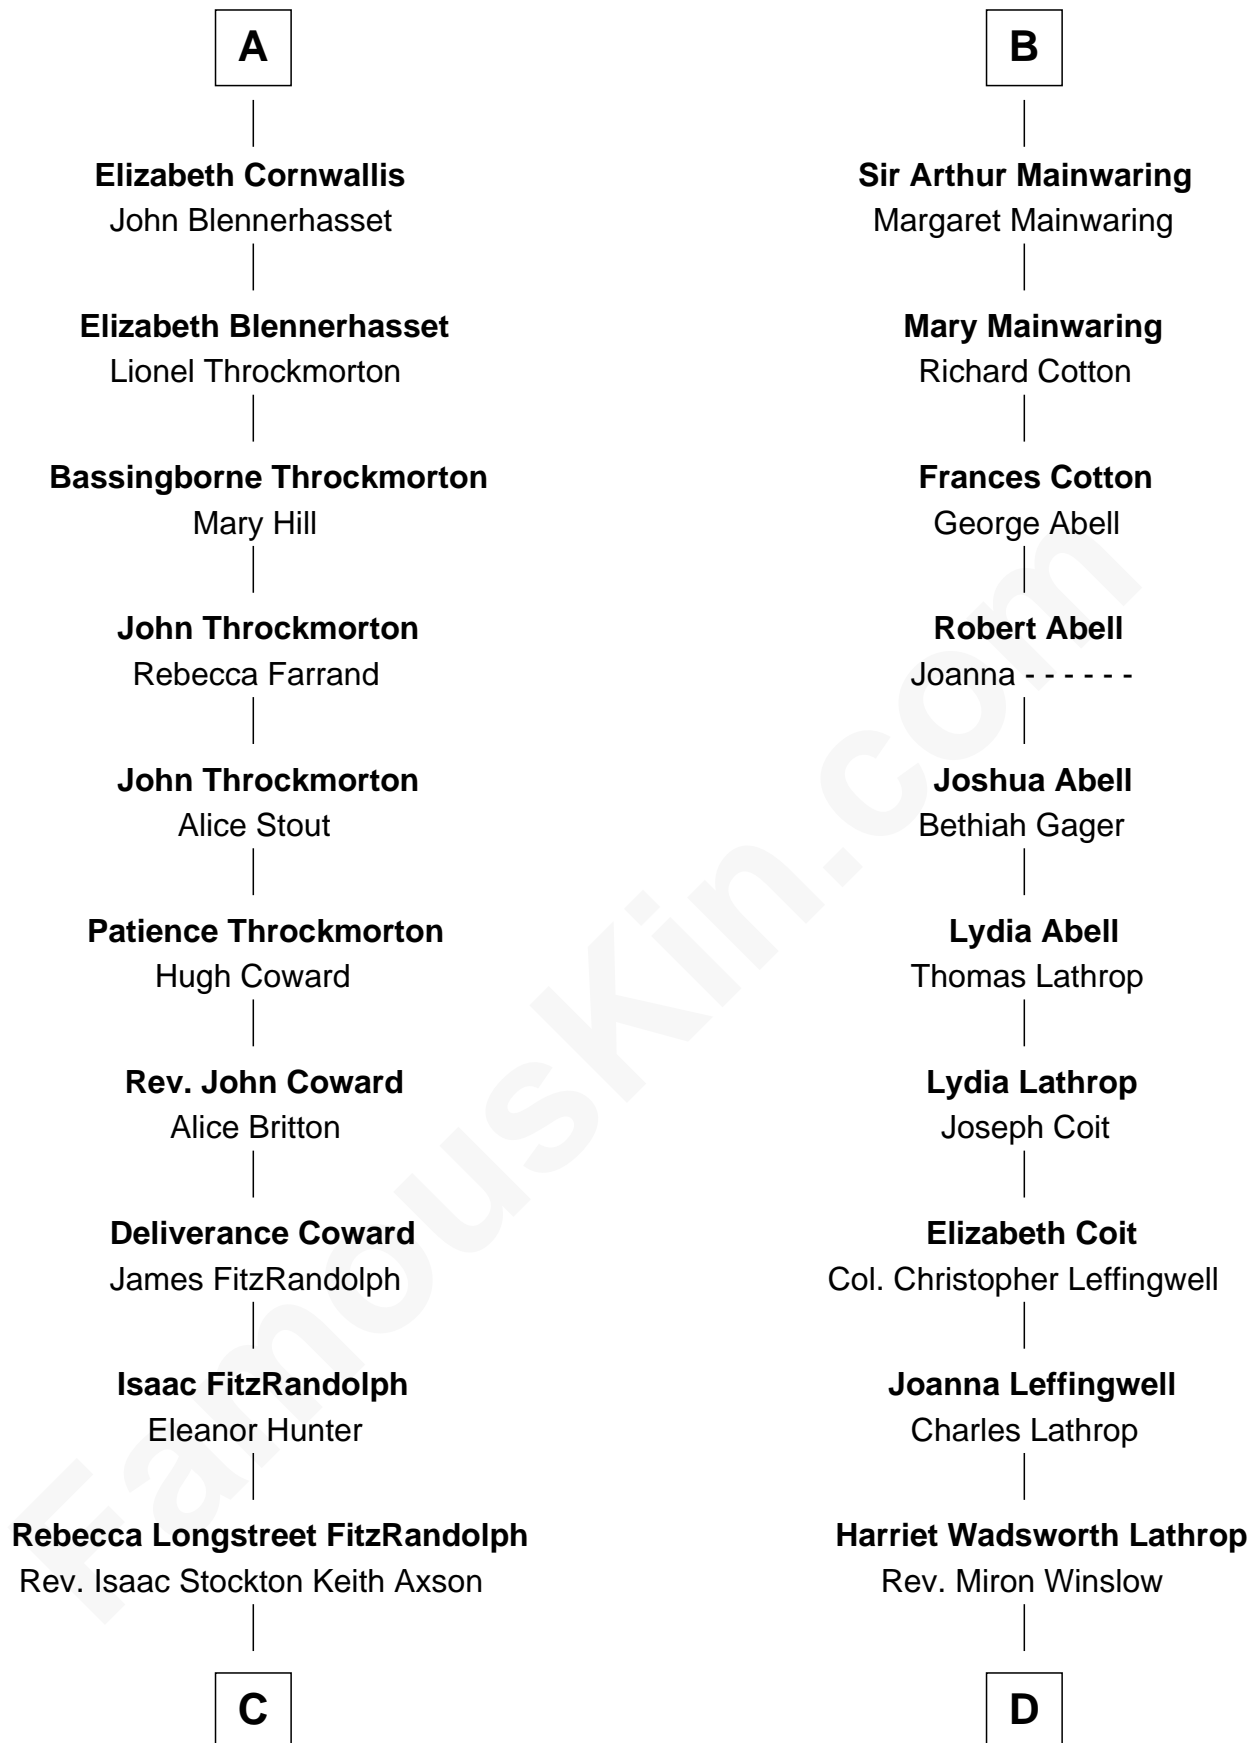 A
Elizabeth Cornwallis
John Blennerhasset
Elizabeth Blennerhasset
Lionel Throckmorton
Bassingborne Throckmorton
Mary Hill
John Throckmorton
Rebecca Farrand
John Throckmorton
Alice Stout
Patience Throckmorton
Hugh Coward
Rev. John Coward
Alice Britton
Deliverance Coward
James FitzRandolph
Isaac FitzRandolph
Eleanor Hunter
Rebecca Longstreet FitzRandolph
Rev. Isaac Stockton Keith Axson
C
B
Sir Arthur Mainwaring
Margaret Mainwaring
Mary Mainwaring
Richard Cotton
Frances Cotton
George Abell
Robert Abell
Joanna - - - - - -
Joshua Abell
Bethiah Gager
Lydia Abell
Thomas Lathrop
Lydia Lathrop
Joseph Coit
Elizabeth Coit
Col. Christopher Leffingwell
Joanna Leffingwell
Charles Lathrop
Harriet Wadsworth Lathrop
Rev. Miron Winslow
D
FamousKin.com